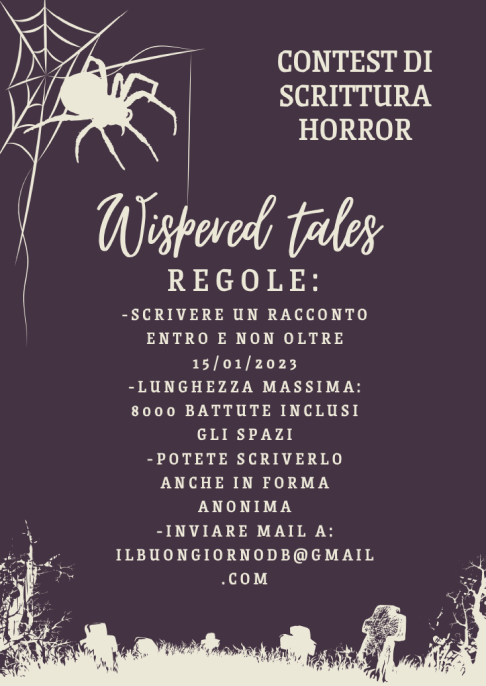 CONTEST DI
SCRITTURA
HORROR
Wispered tales
REGOLE:
-SCRIVERE UN RACCONTO
ENTRO E NON OLTRE
15/01/2023
-LUNGHEZZA MASSIMA:
8000 BATTUTE INCLUSI
GLI SPAZI
-POTETE SCRIVERLO
ANCHE IN FORMA
ANONIMA
-INVIARE MAIL A:
ILBUONGIORNODB@GMAIL
.COM